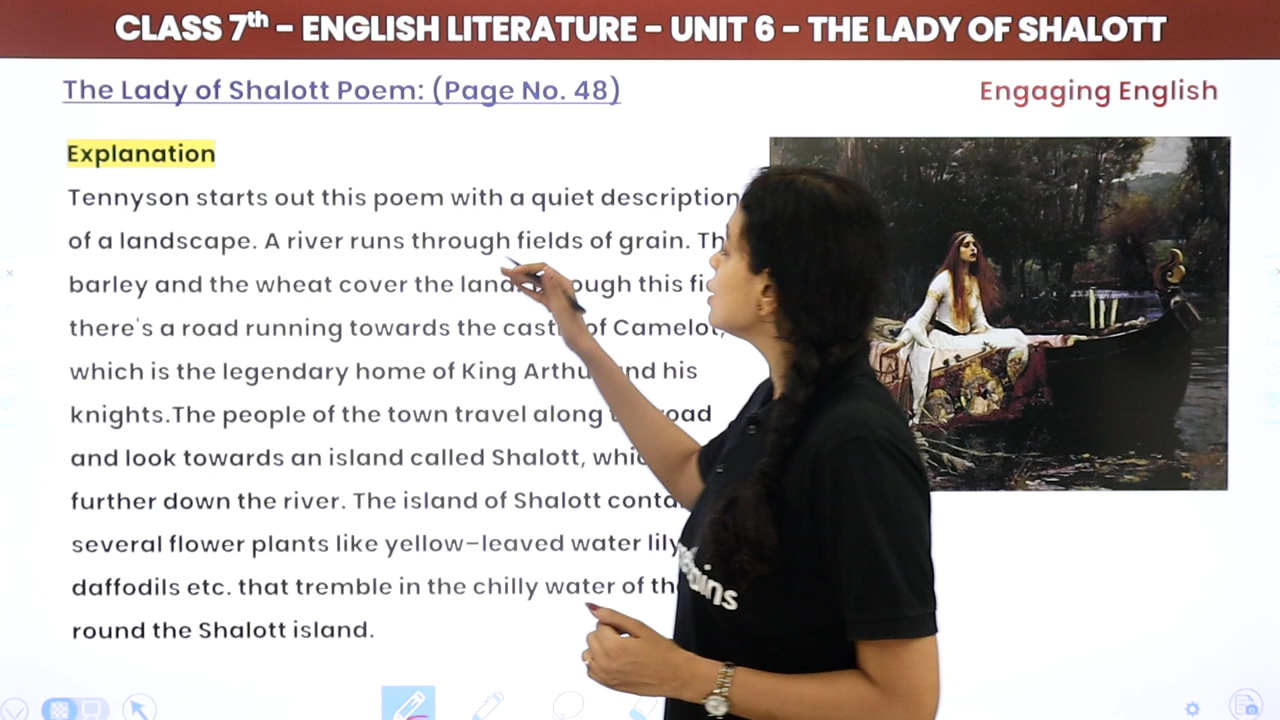 CLASS 7th – ENGLISH LITERATURE – UNIT 6 – THE LADY OF SHALOTT
The Lady of Shalott Poem: (Page No. 48)
Engaging English
Explanation
Tennyson starts out this poem with a quiet description
of a landscape. A river runs through fields of grain.
barley and the wheat cover the this
there's a road running towards the of Camelot,
which is the legendary home of King his
knights.The people of the town travel along
and look towards an island called Shalott,
further down the river. The island of Shalott
several flower plants like yellow–leaved water lily
daffodils etc. that tremble in the chilly water of
round the Shalott island.